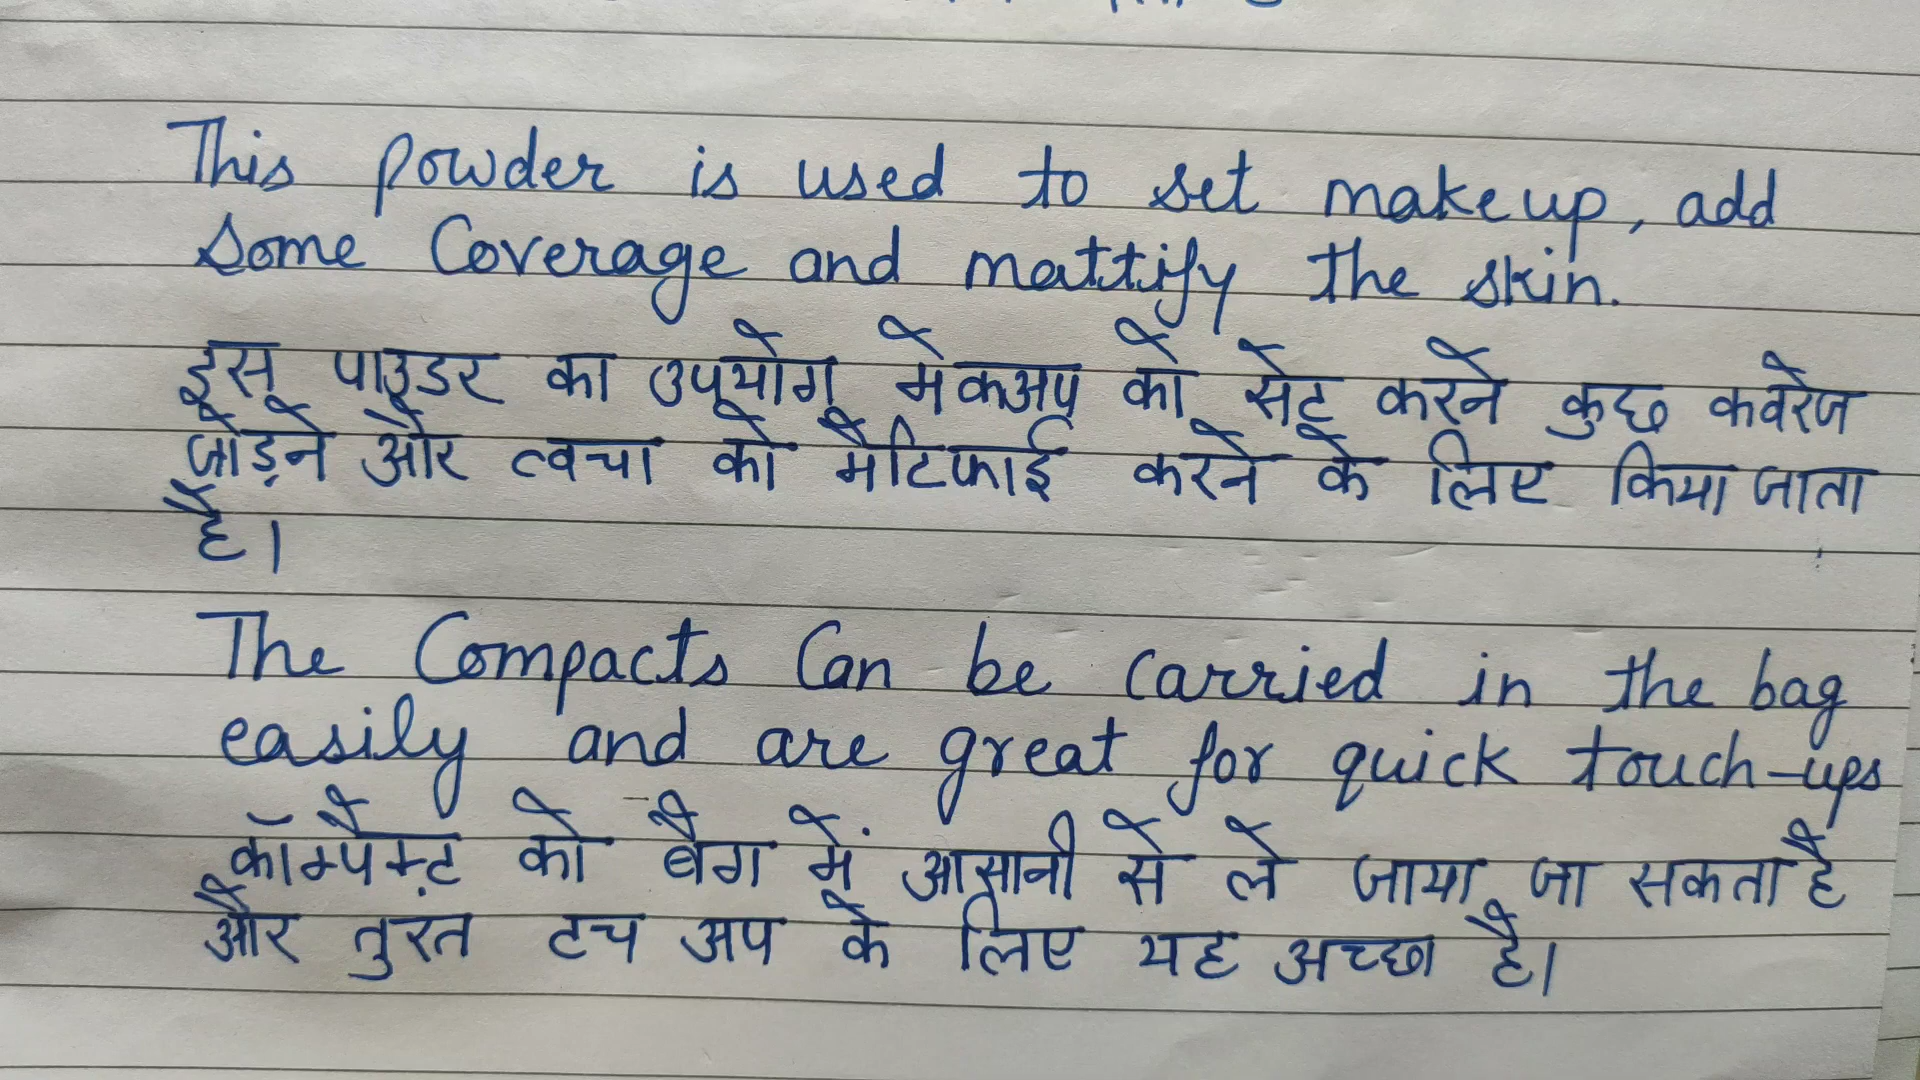 This powder is used to set makeup, add
some Coverage and mattify the skin.
इस पाउडर का उपयोग मेकअप को सेट करने कुछ कवरेज
जोड़ने और त्वचा को मैटिफाई करने के लिए किया जाता
है।
The Compacts Can be carried in the bag
easily and are great for quick touch-ups
कॉम्पैक्ट को बैग में आसानी से ले जाया जा सकता है
और तुरंत टच अप के लिए यह अच्छा है।